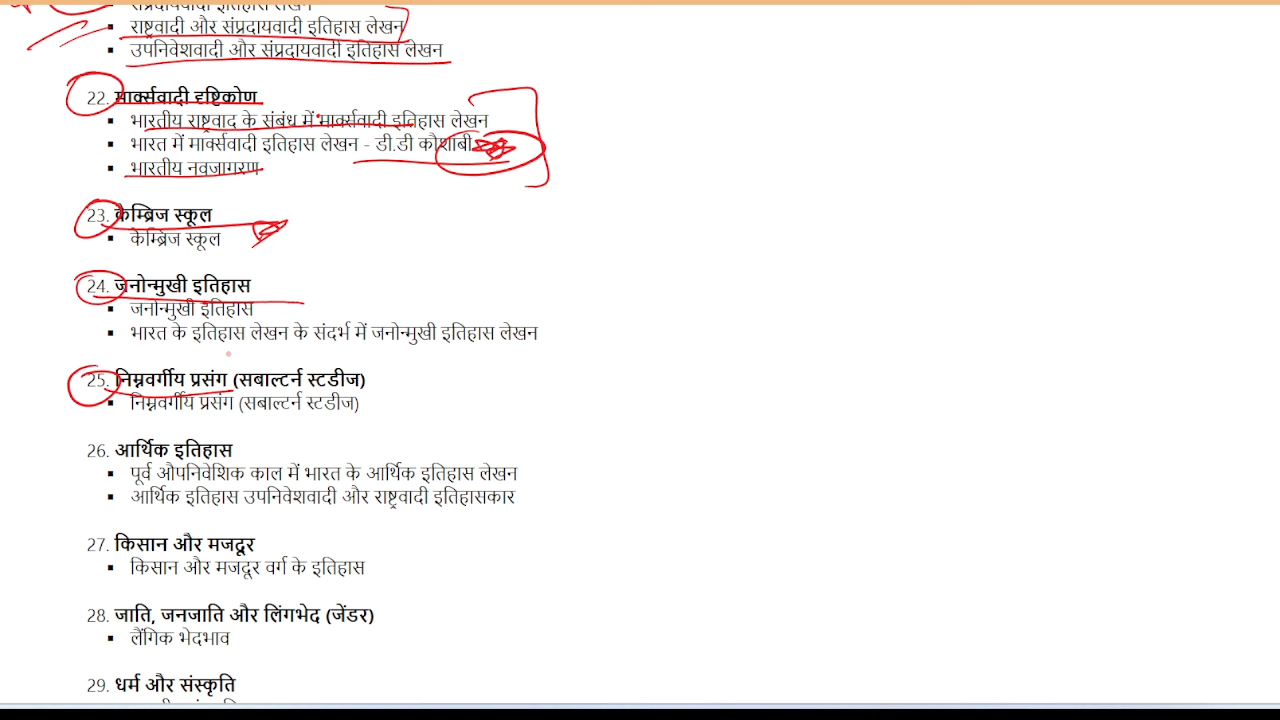 संप्रदायवादी इतिहास लेखन
▪ राष्ट्रवादी और संप्रदायवादी इतिहास लेखन
▪ उपनिवेशवादी और संप्रदायवादी इतिहास लेखन
22. मार्क्सवादी दृष्टिकोण
▪ भारतीय राष्ट्रवाद के संबंध में मार्क्सवादी इतिहास लेखन
▪ भारत में मार्क्सवादी इतिहास लेखन - डी.डी कौशाबी
▪ भारतीय नवजागरण
23. केम्ब्रिज स्कूल
▪ केम्ब्रिज स्कूल
24. जनोन्मुखी इतिहास
▪ जनोन्मुखी इतिहास
▪ भारत के इतिहास लेखन के संदर्भ में जनोन्मुखी इतिहास लेखन
25. निम्नवर्गीय प्रसंग (सबाल्टर्न स्टडीज)
▪ निम्नवर्गीय प्रसंग (सबाल्टर्न स्टडीज)
26. आर्थिक इतिहास
▪ पूर्व औपनिवेशिक काल में भारत के आर्थिक इतिहास लेखन
▪ आर्थिक इतिहास उपनिवेशवादी और राष्ट्रवादी इतिहासकार
27. किसान और मजदूर
▪ किसान और मजदूर वर्ग के इतिहास
28. जाति, जनजाति और लिंगभेद (जेंडर)
▪ लैंगिक भेदभाव
29. धर्म और संस्कृति